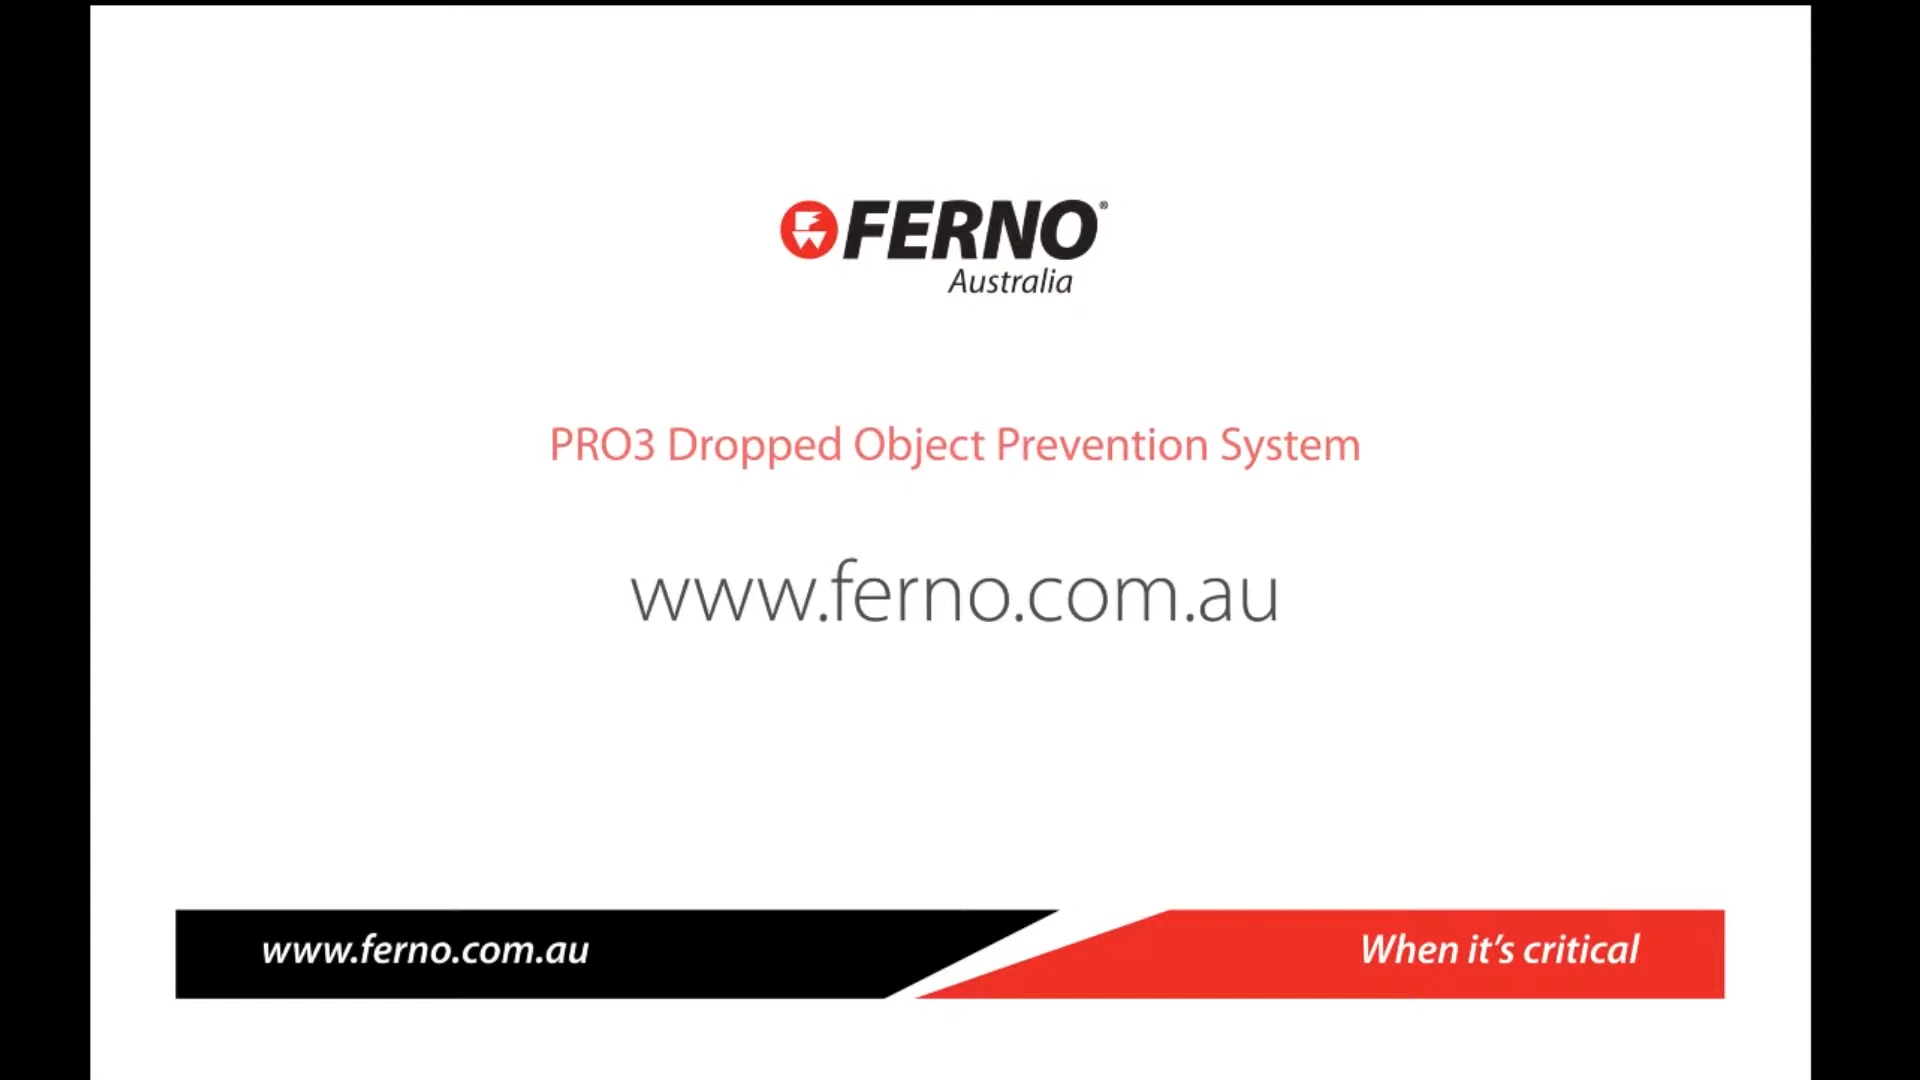 FERNO®
Australia
PRO3 Dropped Object Prevention System
www.ferno.com.au
www.ferno.com.au
When it's critical